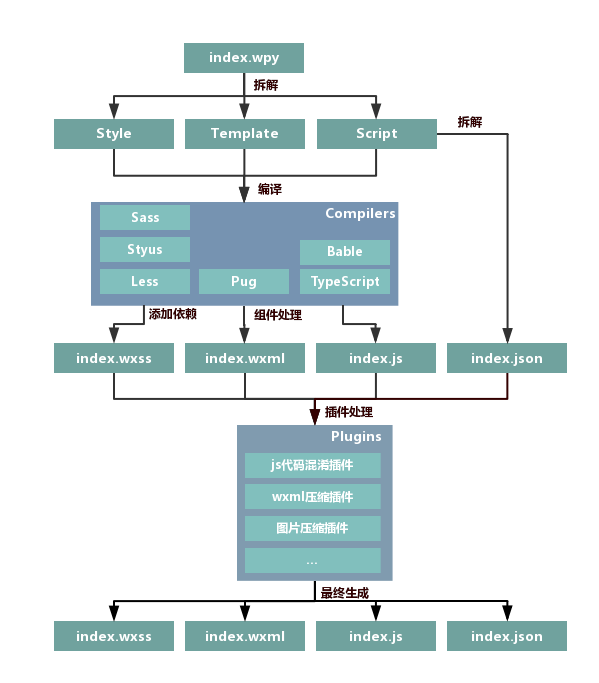 index.wpy
拆解
Style
Template
Script
拆解
编译
Compilers
Sass
Styus
Bable
Less
Pug
TypeScript
添加依赖
组件处理
index.wxss
index.wxml
index.js
index.json
插件处理
Plugins
js代码混淆插件
wxml压缩插件
图片压缩插件
...
最终生成
index.wxss
index.wxml
index.js
index.json